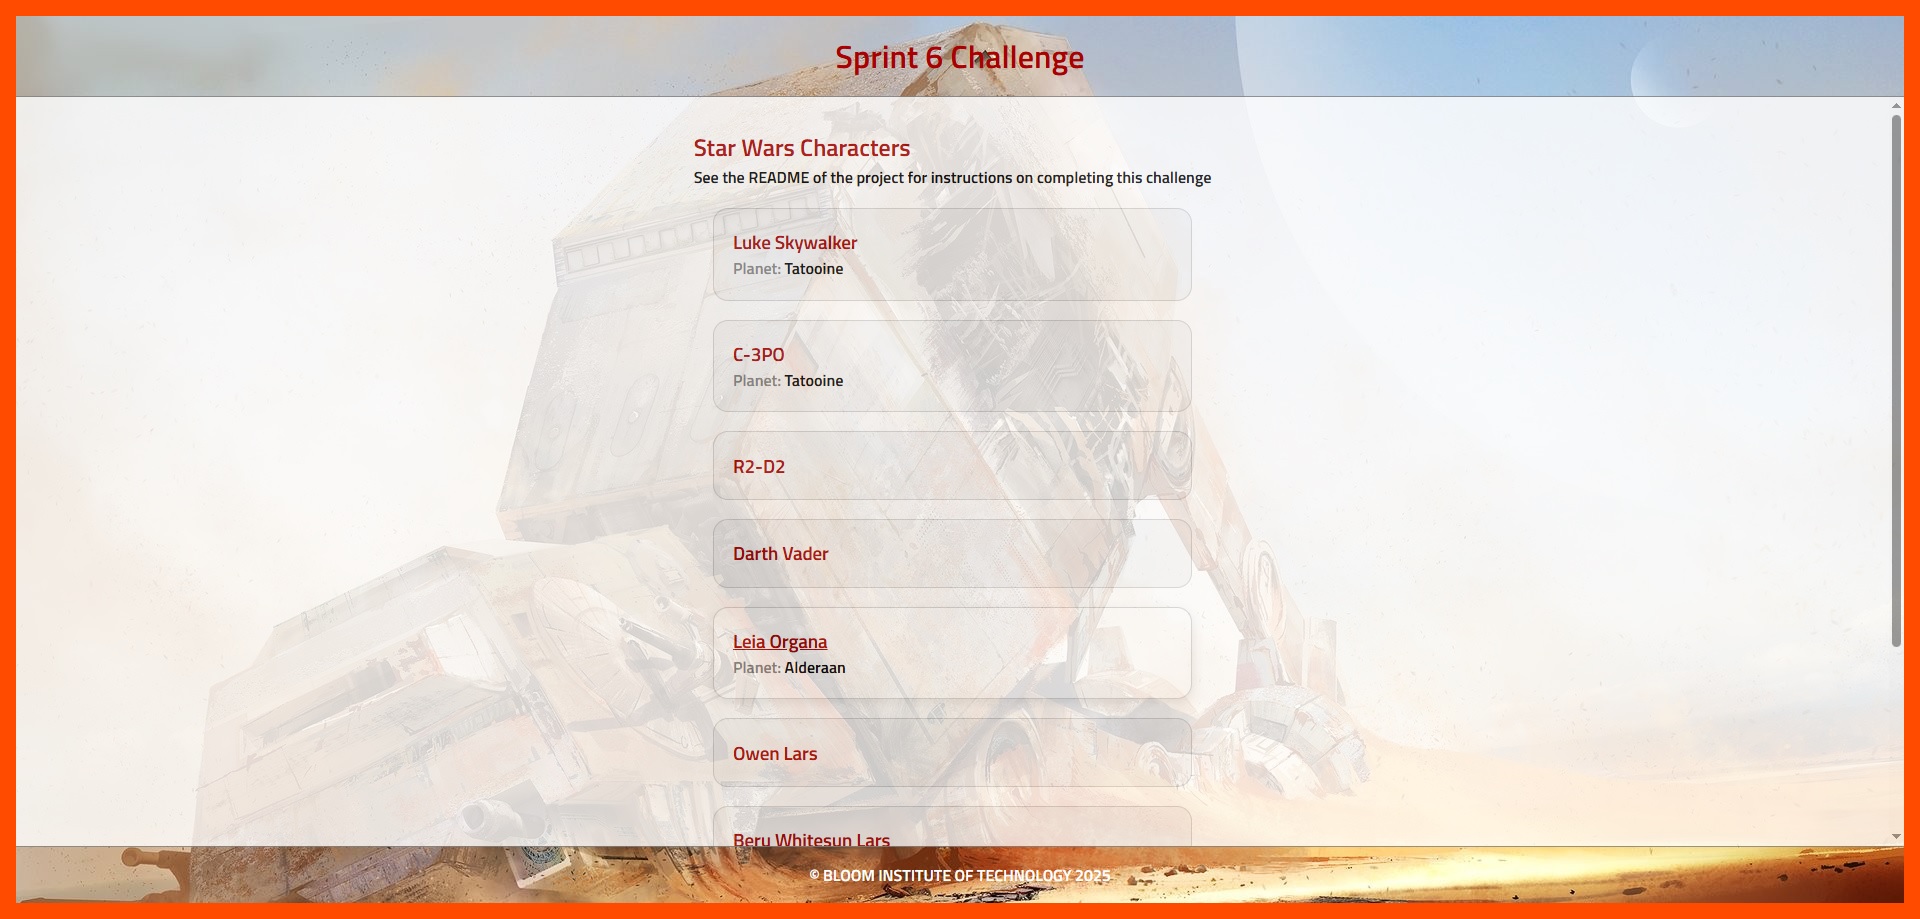 Sprint 6 Challenge
Star Wars Characters
See the README of the project for instructions on completing this challenge
Luke Skywalker
Planet: Tatooine
C-3PO
Planet: Tatooine
R2-D2
Darth Vader
Leia Organa
Planet: Alderaan
Owen Lars
Beru Whitesun Lars
© BLOOM INSTITUTE OF TECHNOLOGY 2025